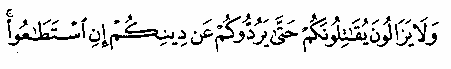 وَلَا يَزَالُونَ يُقَٰتِلُونَكُمْ حَتَّىٰ يَرُدُّوكُمْ عَن دِينِكُمْ إِنِ ٱسْتَطَٰعُوا۟ ۚ